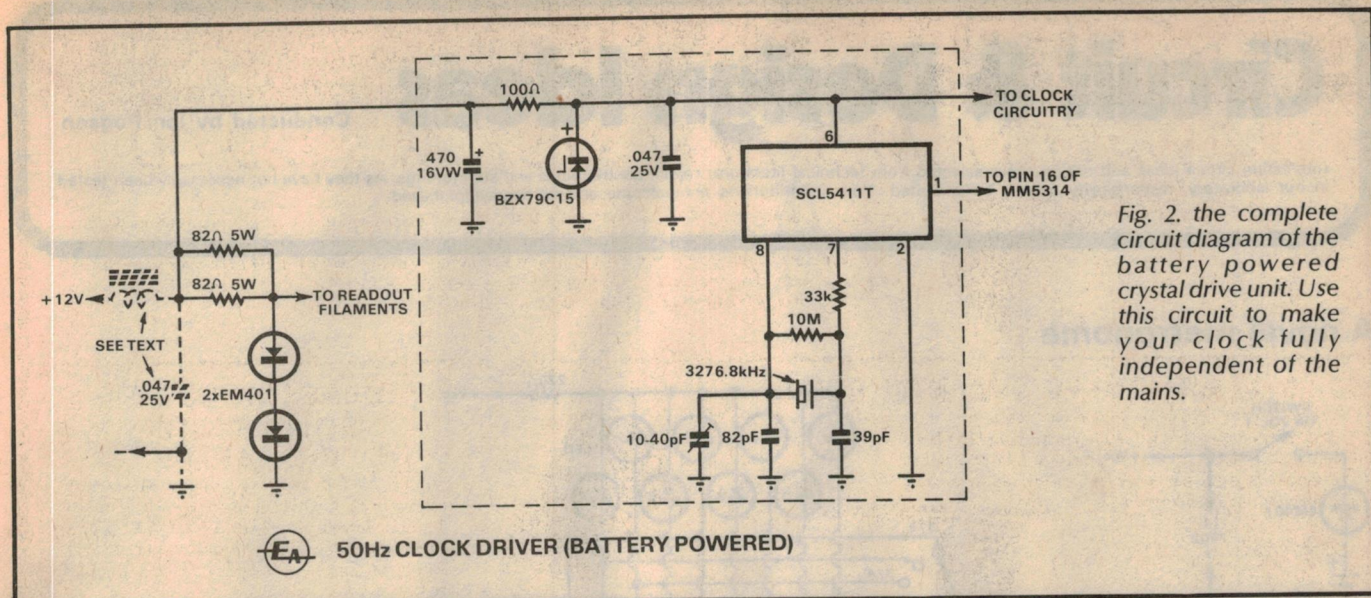 100Ω
TO CLOCK
CIRCUITRY
6
470
16VW
+
-
+
BZX79C15
.047
25V
SCL5411T
1
TO PIN 16 OF
MM5314
8
7
2
82Ω 5W
82Ω 5W
+12V
TO READOUT
FILAMENTS
SEE TEXT
.047
25V
2xEM401
-
33k
10M
3276.8kHz
10-40pF
82pF
39pF
Fig. 2. the complete
circuit diagram of the
battery powered
crystal drive unit. Use
this circuit to make
your clock fully
independent of the
mains.
EA
50Hz CLOCK DRIVER (BATTERY POWERED)